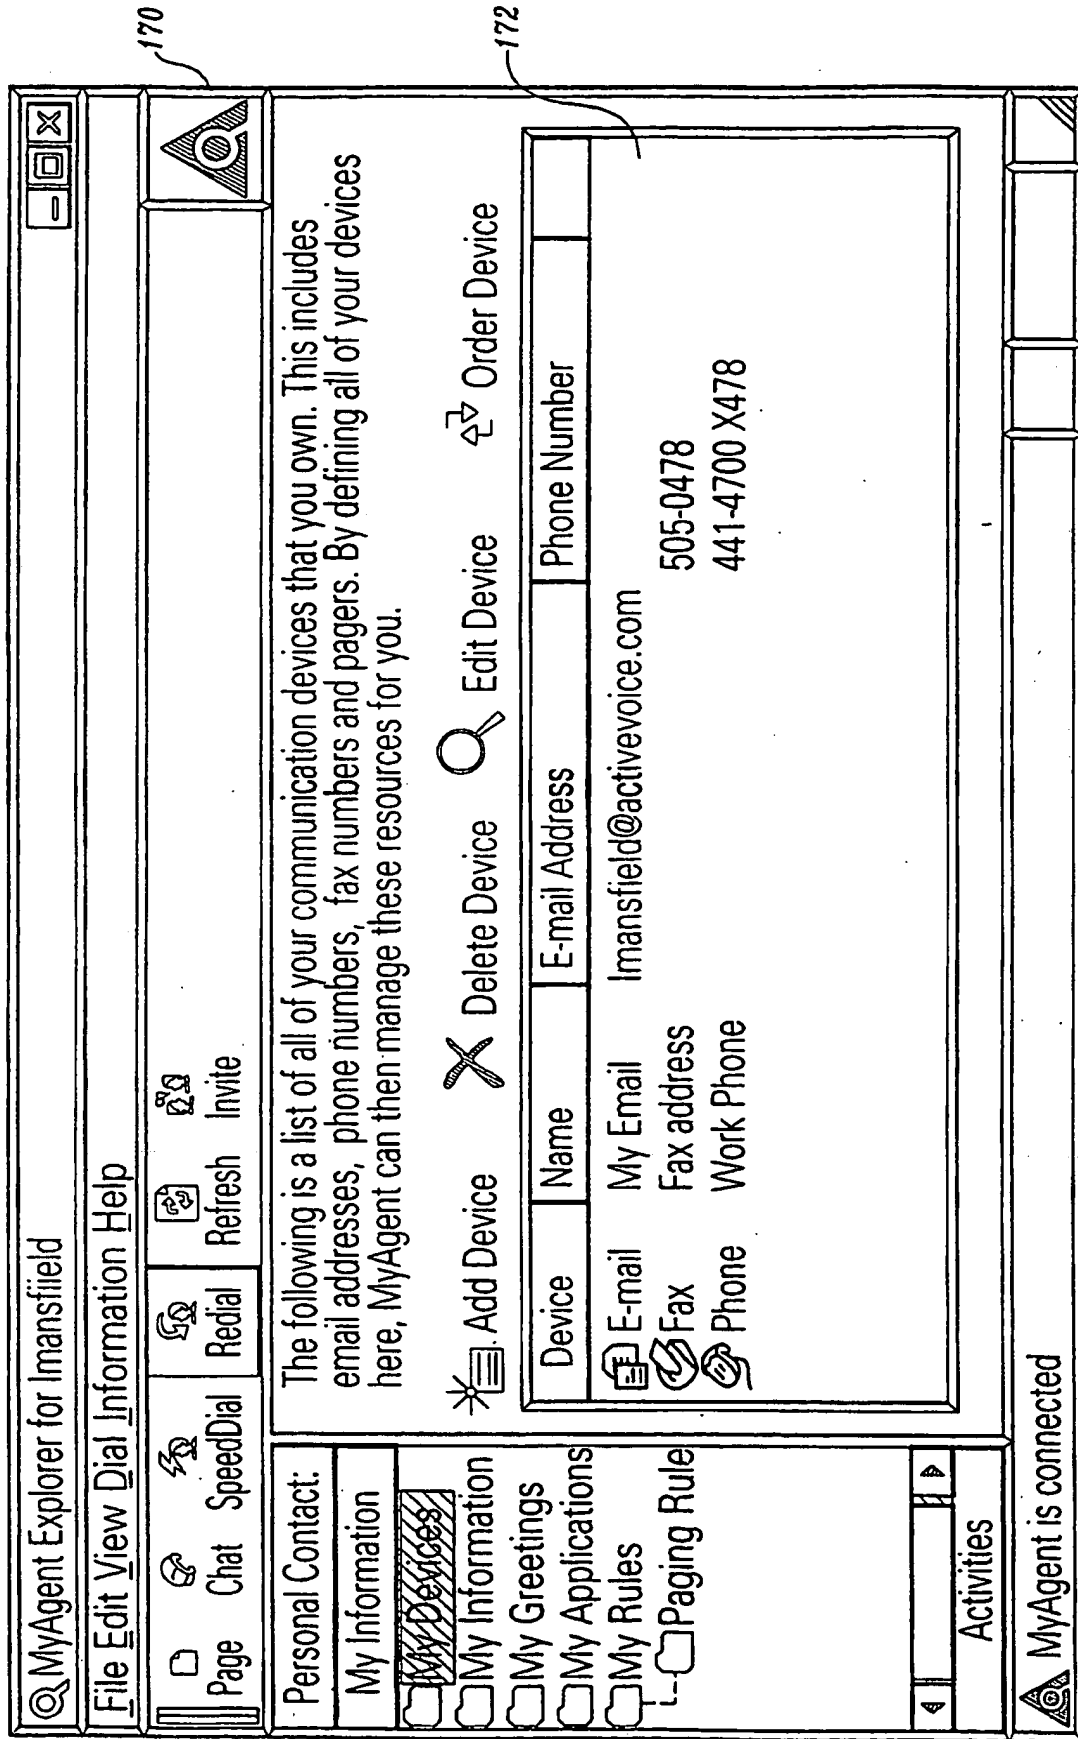 MyAgent Explorer for lmansfiield
File Edit View Dial Information Help
Page Chat SpeedDial Redial Refresh Invite
170
Personal Contact:
My Information
My Devices
My Information
My Greetings
My Applications
My Rules
Paging Rule
Activities
The following is a list of all of your communication devices that you own. This includes
email addresses, phone numbers, fax numbers and pagers. By defining all of your devices
here, MyAgent can then manage these resources for you.
Add Device Delete Device Edit Device Order Device
172
Device Name E-mail Address Phone Number
E-mail My Email lmansfield@activevoice.com
Fax Fax address 505-0478
Phone Work Phone 441-4700 X478
MyAgent is connected